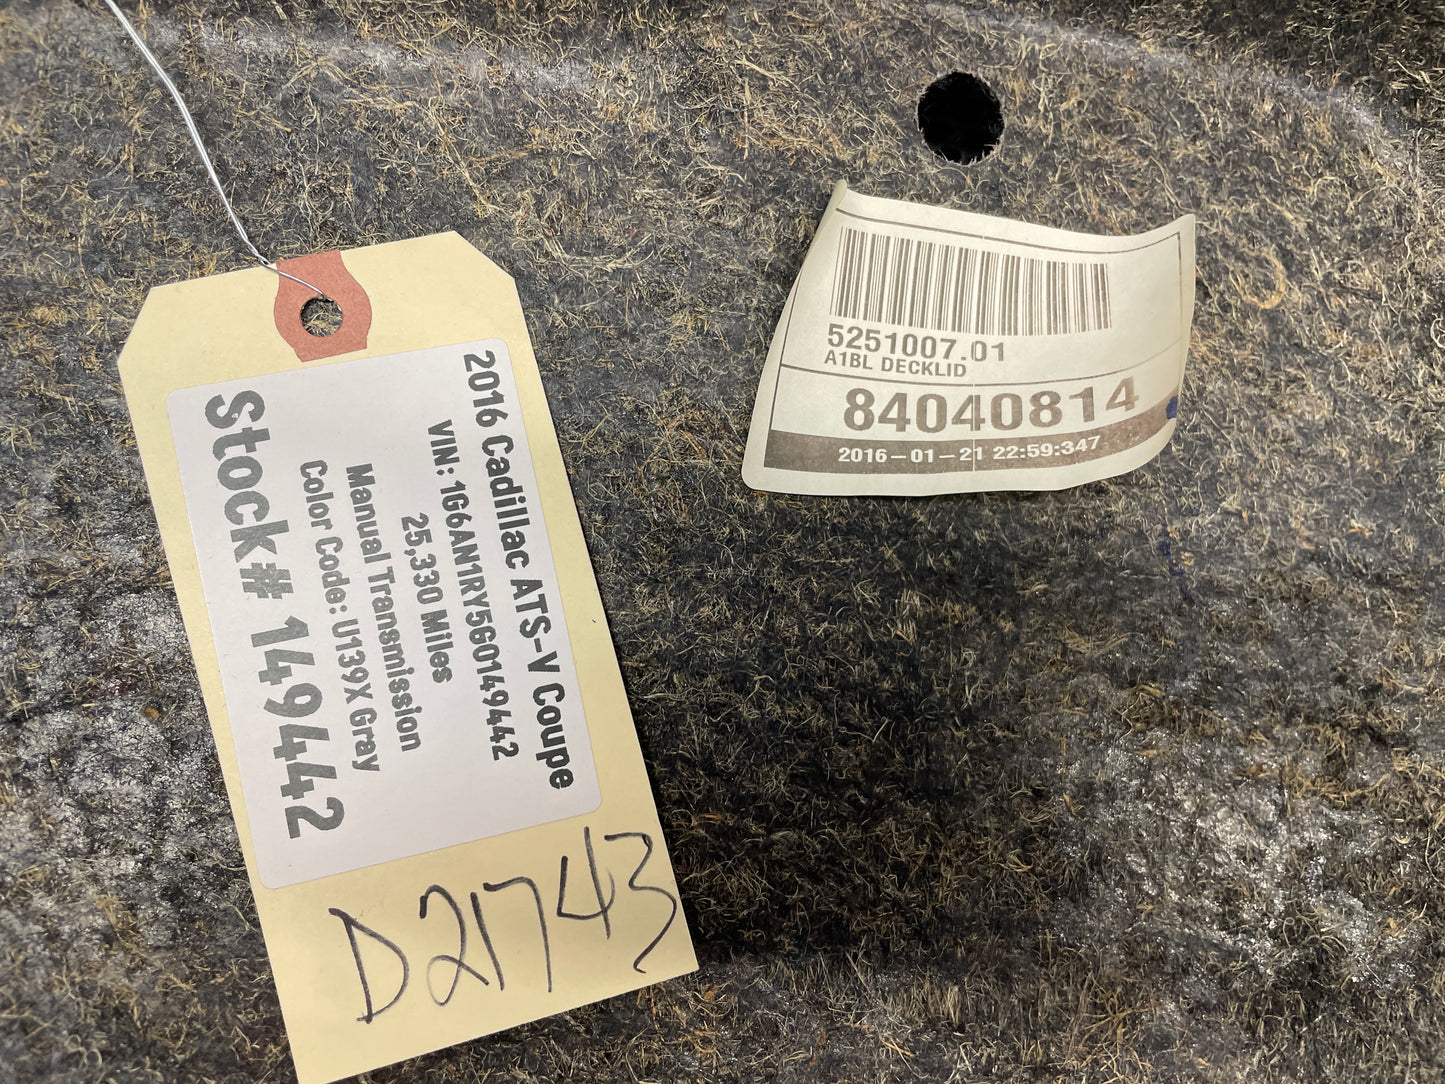 2016 Cadillac ATS-V Coupe
VIN: 1G6AN1RY5G0149442
25,330 Miles
Manual Transmission
Color Code: U139X Gray
Stock# 149442
D21743
5251007.01
A1BL DECKLID
84040814
2016-01-21 22:59:347